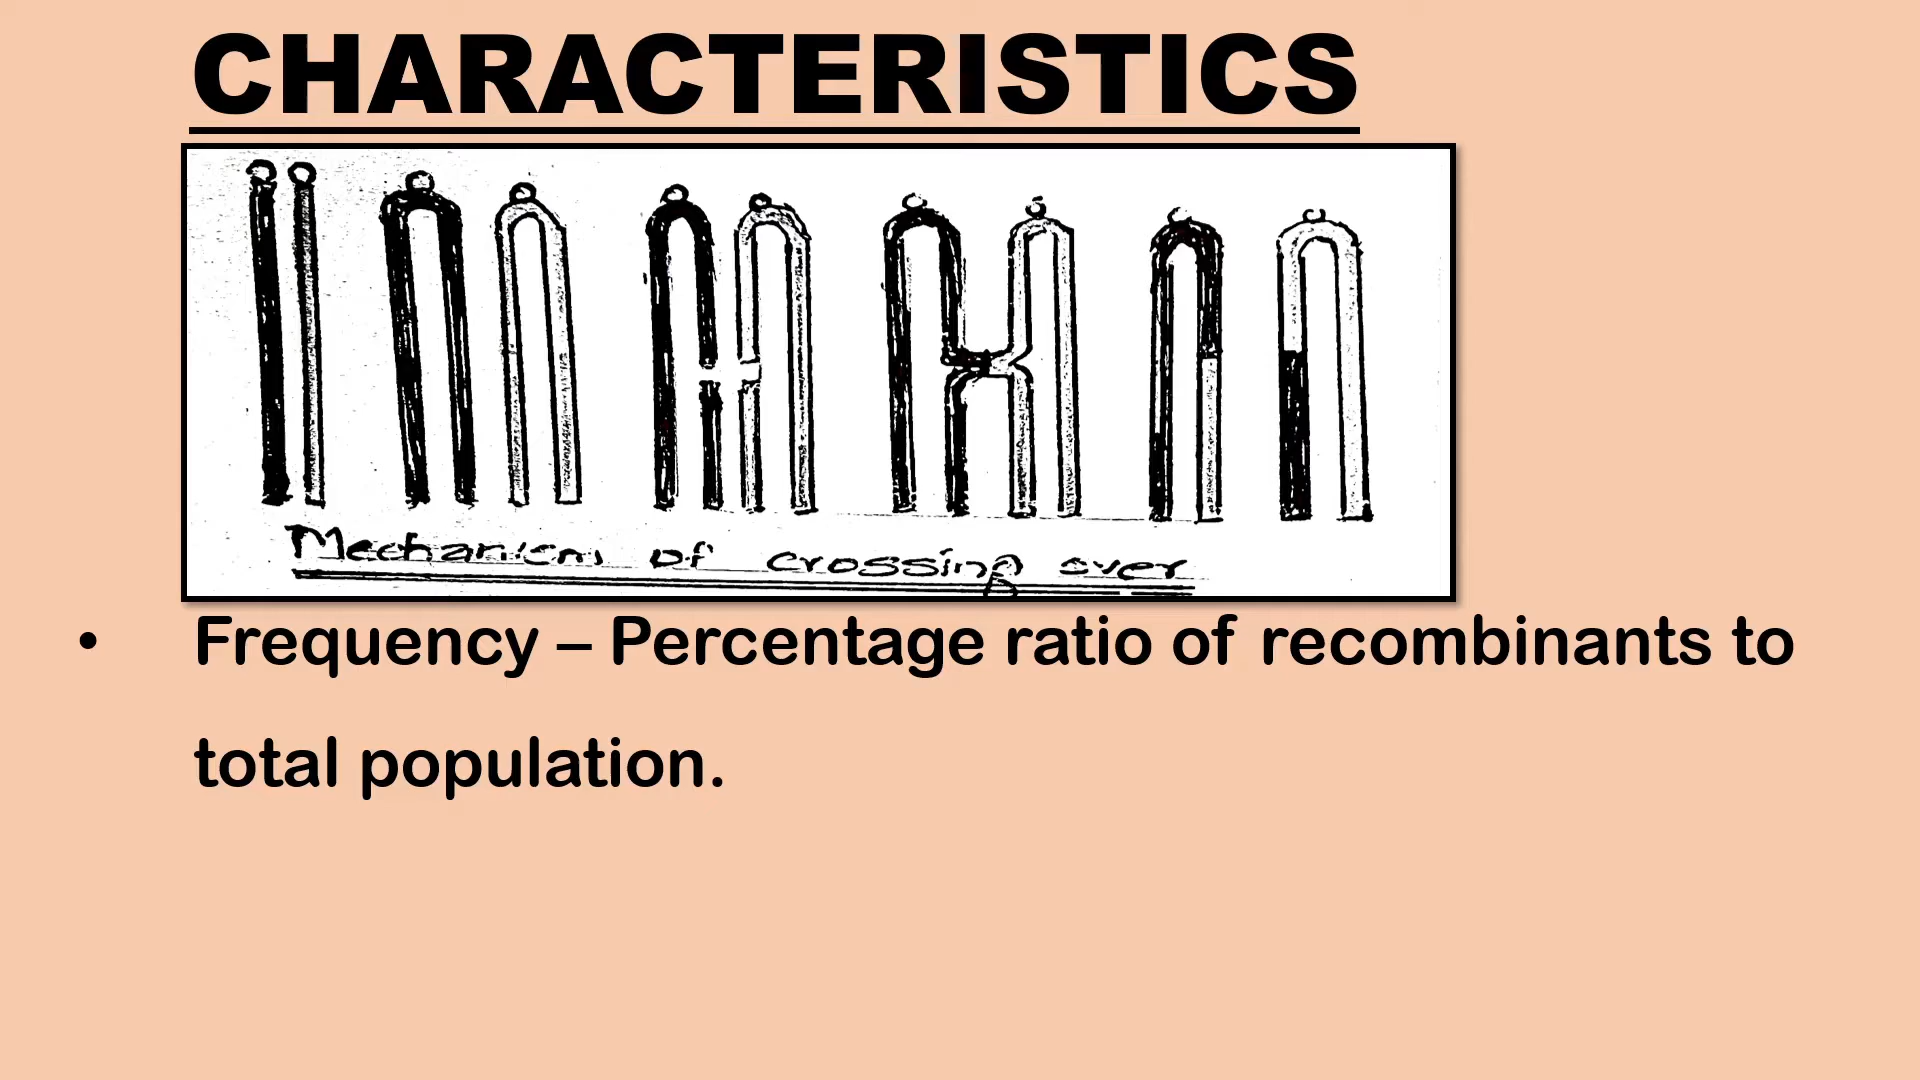 CHARACTERISTICS
Mechanism of crossing over
• Frequency – Percentage ratio of recombinants to
total population.